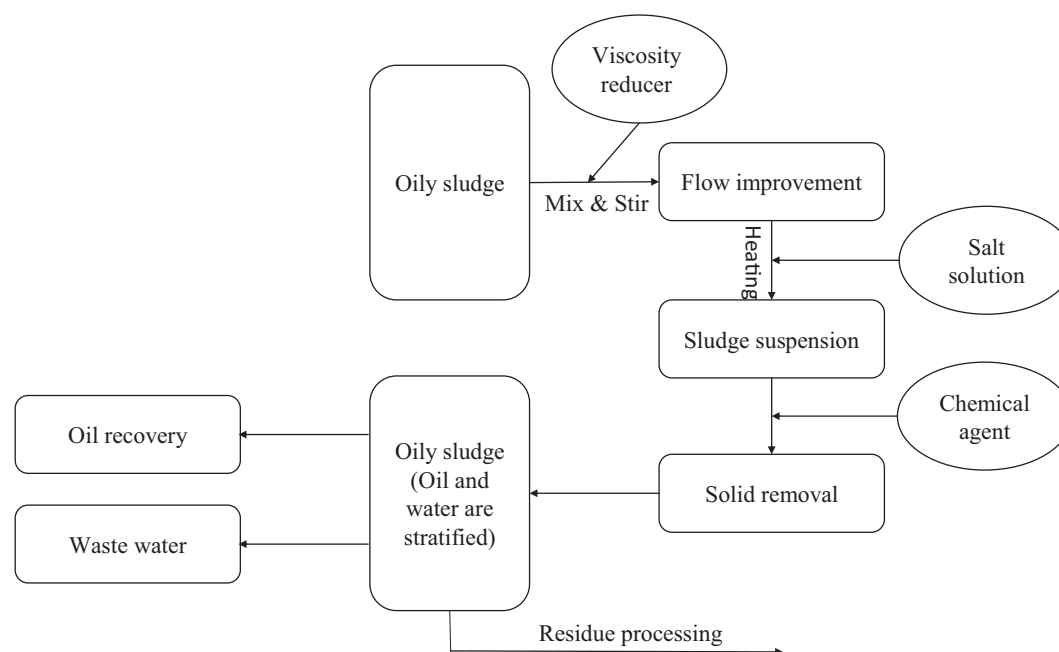 Viscosity
reducer
Oily sludge
Mix & Stir
Flow improvement
Heating
Salt
solution
Sludge suspension
Chemical
agent
Oil recovery
Oily sludge
(Oil and
water are
stratified)
Solid removal
Waste water
Residue processing